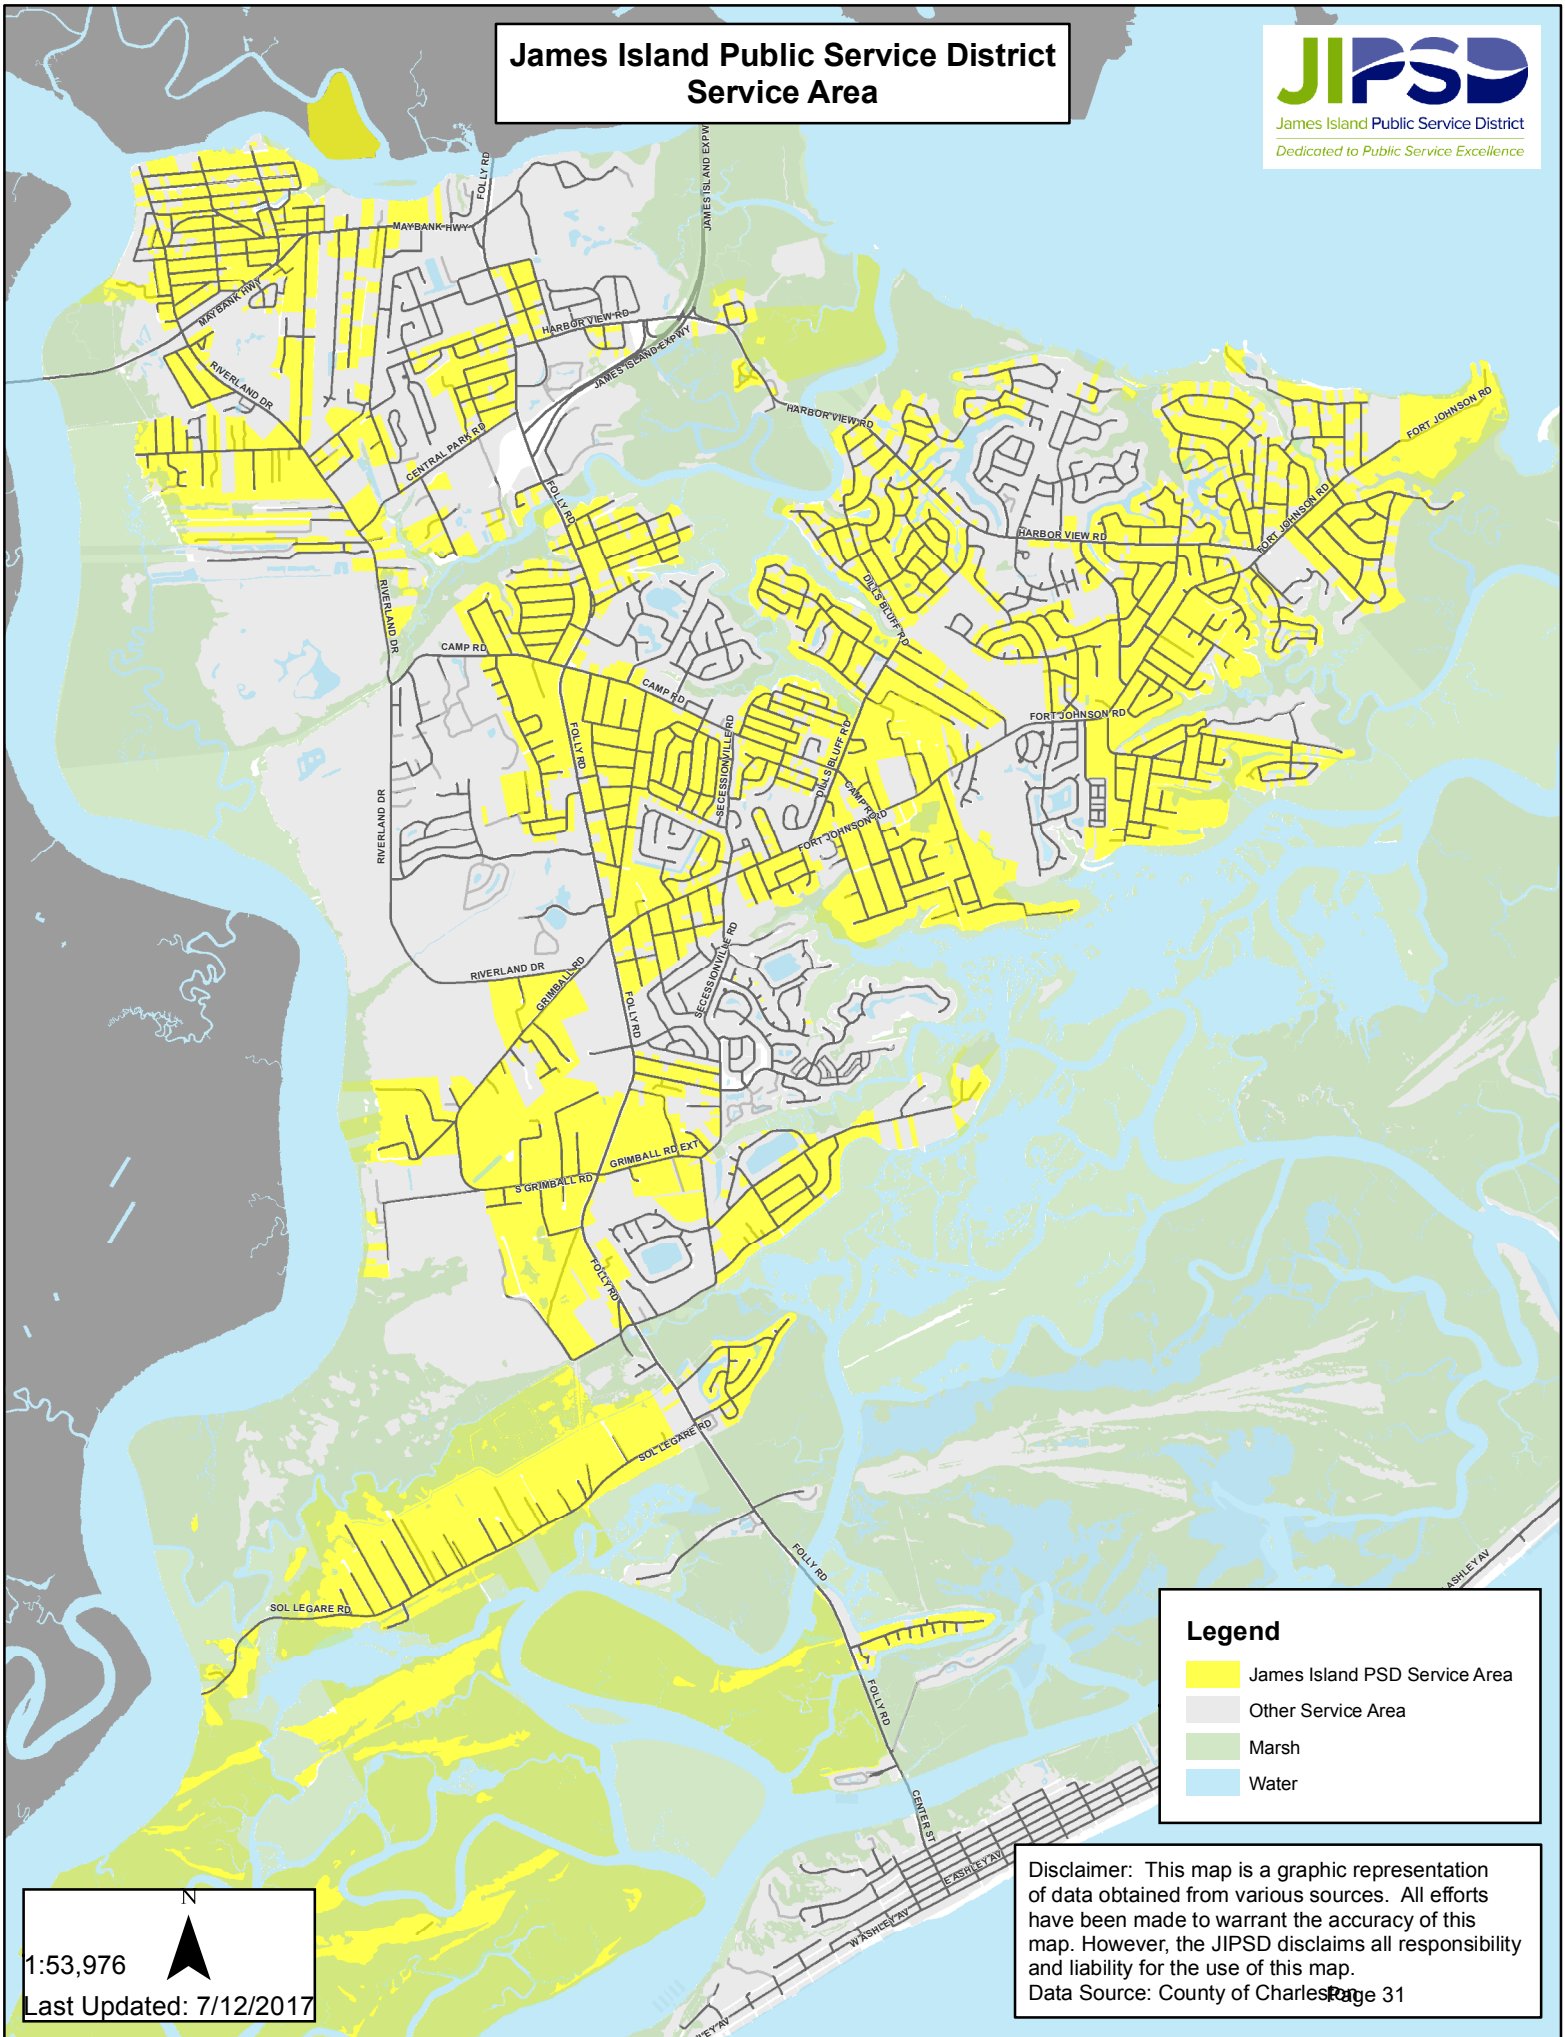 James Island Public Service District
Service Area
JIPSD
James Island Public Service District
Dedicated to Public Service Excellence
JAMES ISLAND EXPW
FOLLY RD
MAYBANK HWY
MAYBANK HWY
HARBOR VIEW RD
JAMES ISLAND EXPWY
RIVERLAND DR
HARBOR VIEW RD
FORT JOHNSON RD
CENTRAL PARK RD
FOLLY RD
FORT JOHNSON RD
HARBOR VIEW RD
DILLS BLUFF RD
RIVERLAND DR
CAMP RD
CAMP RD
FORT JOHNSON RD
FOLLY RD
SECESSIONVILLE RD
DILLS BLUFF RD
CAMP RD
RIVERLAND DR
FORT JOHNSON RD
SECESSIONVILLE RD
RIVERLAND DR
GRIMBALL RD
FOLLY RD
GRIMBALL RD EXT
S GRIMBALL RD
FOLLY RD
SOL LEGARE RD
FOLLY RD
SOL LEGARE RD
ASHLEY AV
FOLLY RD
CENTER ST
E ASHLEY AV
W ASHLEY AV
LEY AV
Legend
James Island PSD Service Area
Other Service Area
Marsh
Water
N
1:53,976
Last Updated: 7/12/2017
Disclaimer: This map is a graphic representation
of data obtained from various sources. All efforts
have been made to warrant the accuracy of this
map. However, the JIPSD disclaims all responsibility
and liability for the use of this map.
Data Source: County of Charleston
Page 31